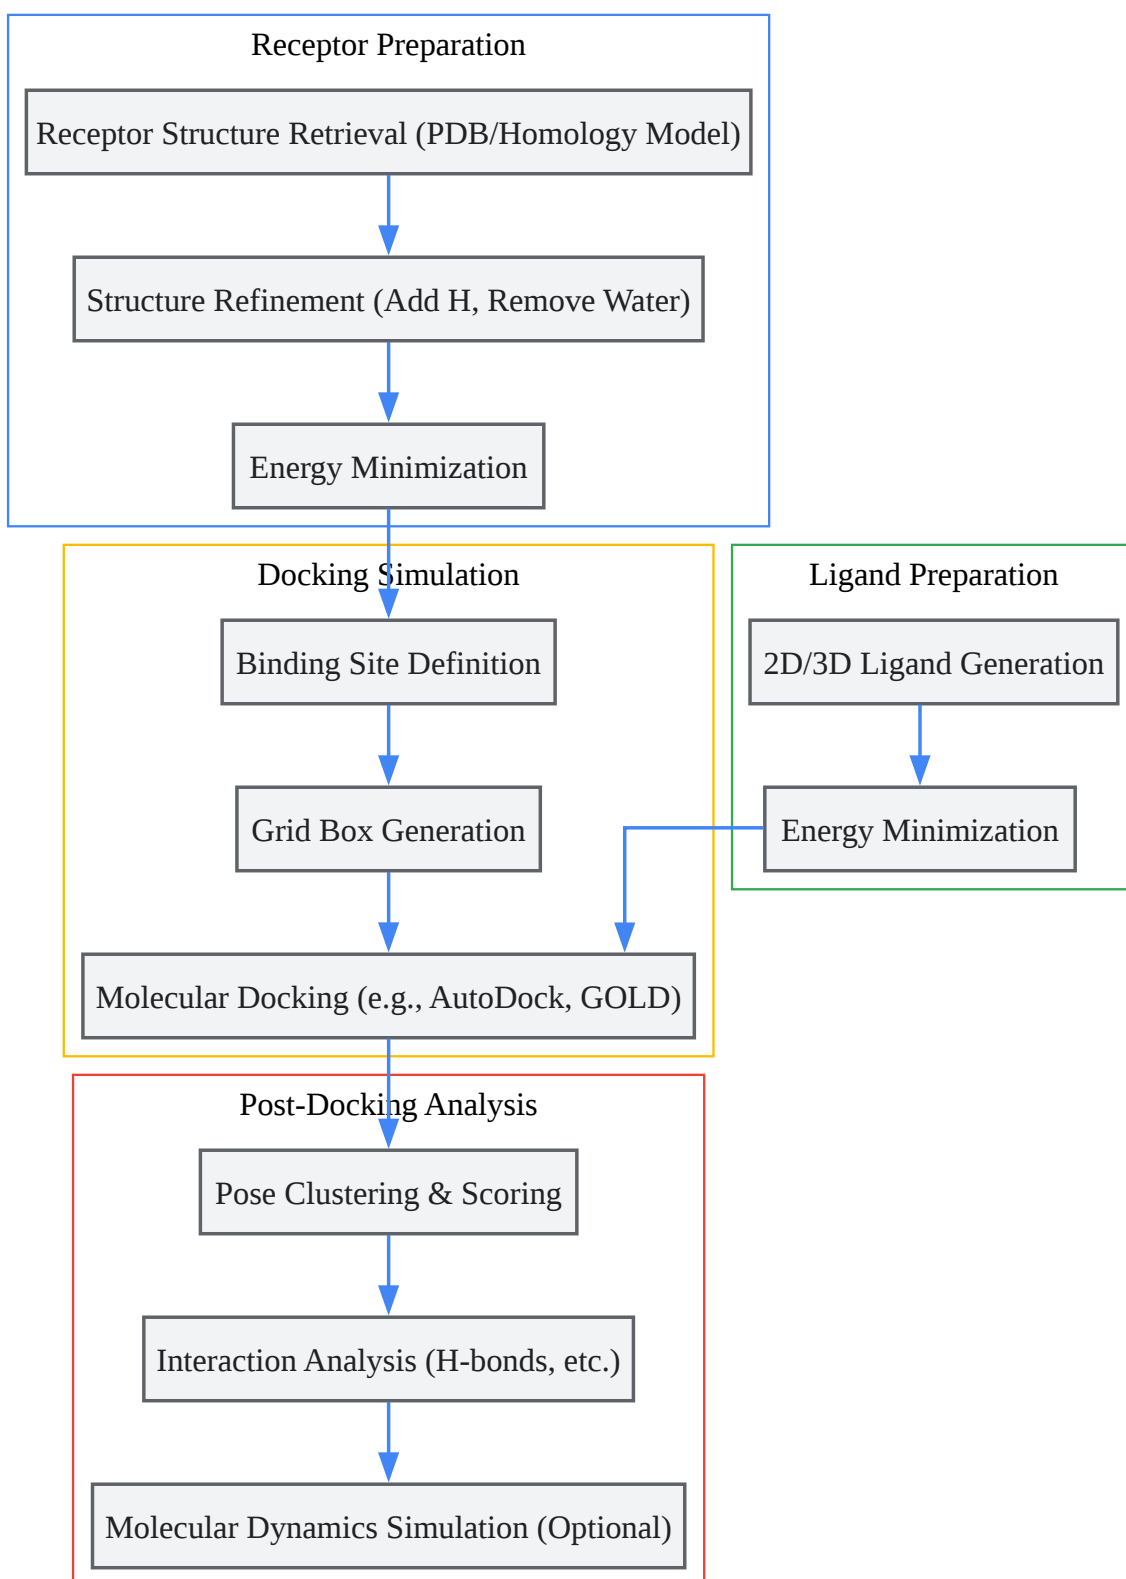 Receptor Preparation
Receptor Structure Retrieval (PDB/Homology Model)
Structure Refinement (Add H, Remove Water)
Energy Minimization
Docking Simulation
Binding Site Definition
Grid Box Generation
Molecular Docking (e.g., AutoDock, GOLD)
Ligand Preparation
2D/3D Ligand Generation
Energy Minimization
Post-Docking Analysis
Pose Clustering & Scoring
Interaction Analysis (H-bonds, etc.)
Molecular Dynamics Simulation (Optional)